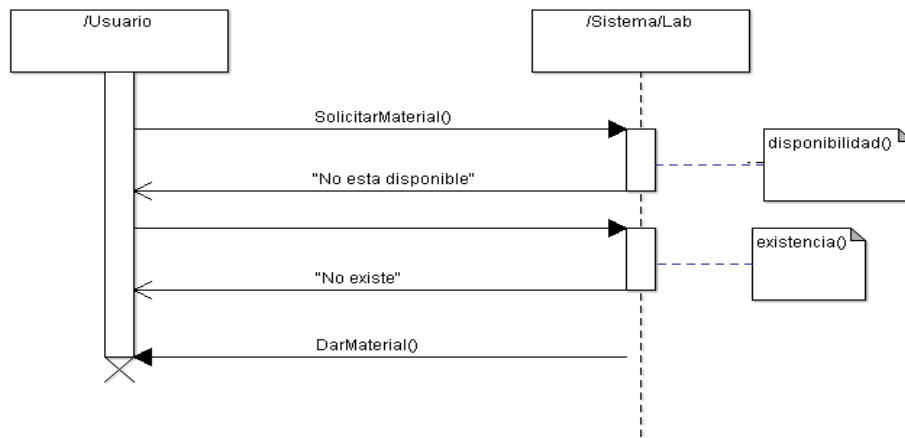 /Usuario
/Sistema/Lab
SolicitarMaterial()
disponibilidad()
"No esta disponible"
existencia()
"No existe"
DarMaterial()